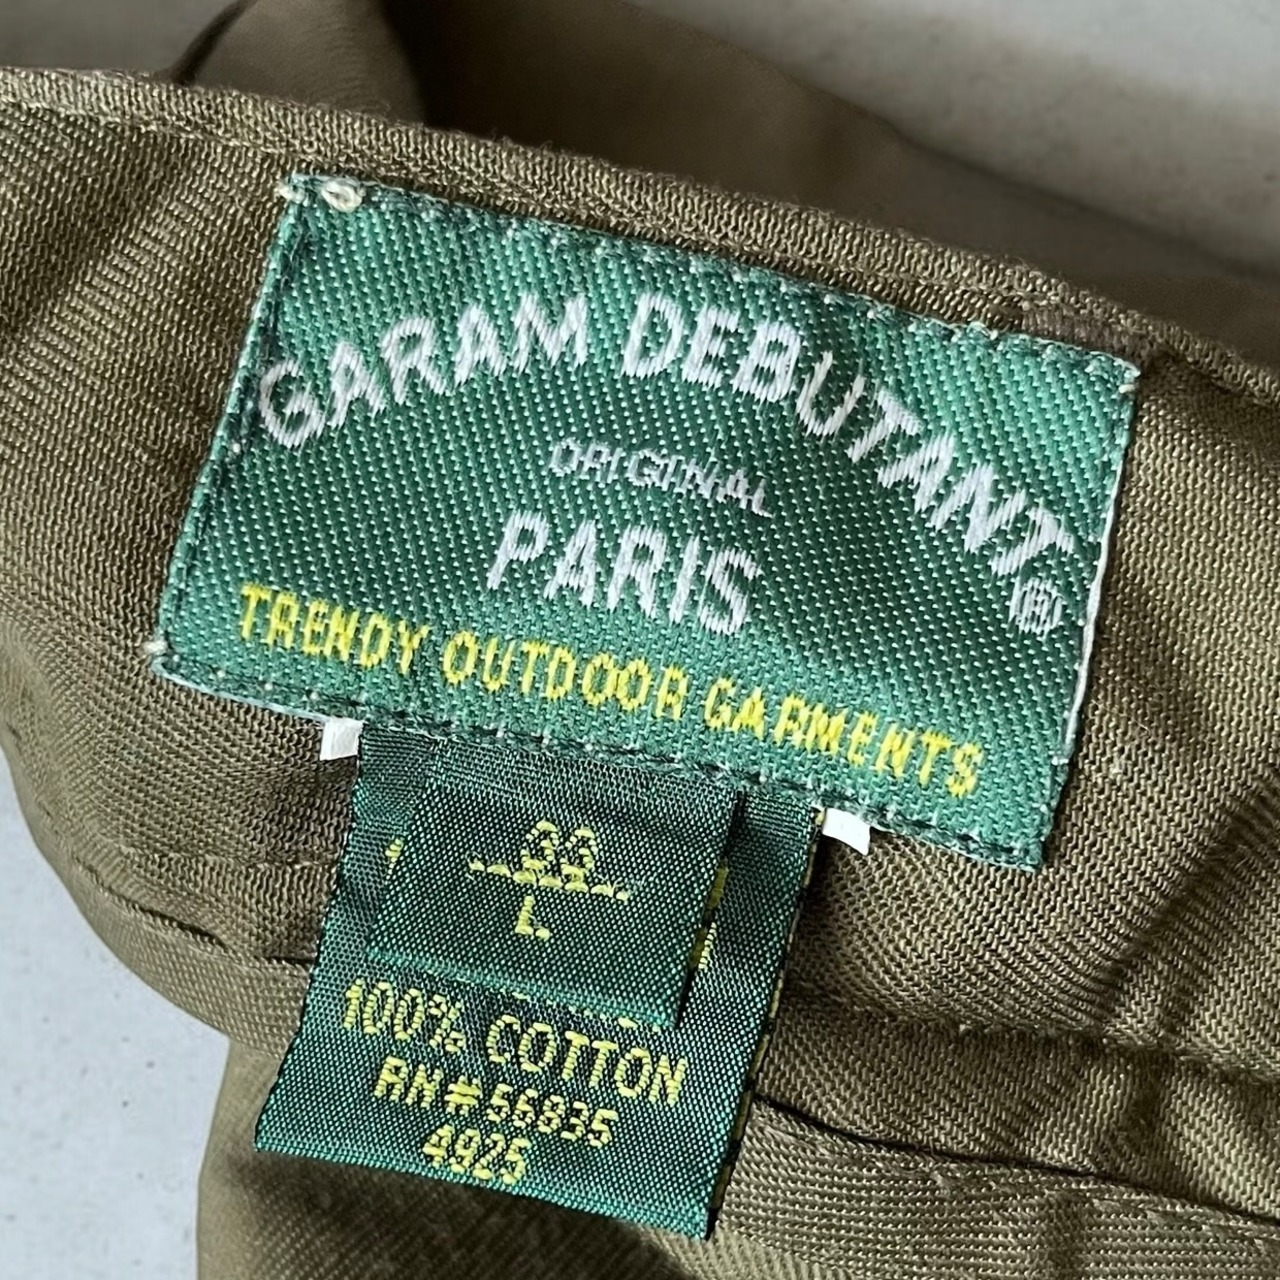 GARAM DEBUTANT®
ORIGINAL
PARIS
TRENDY OUTDOOR GARMENTS
L
100% COTTON
RN#56835
4925